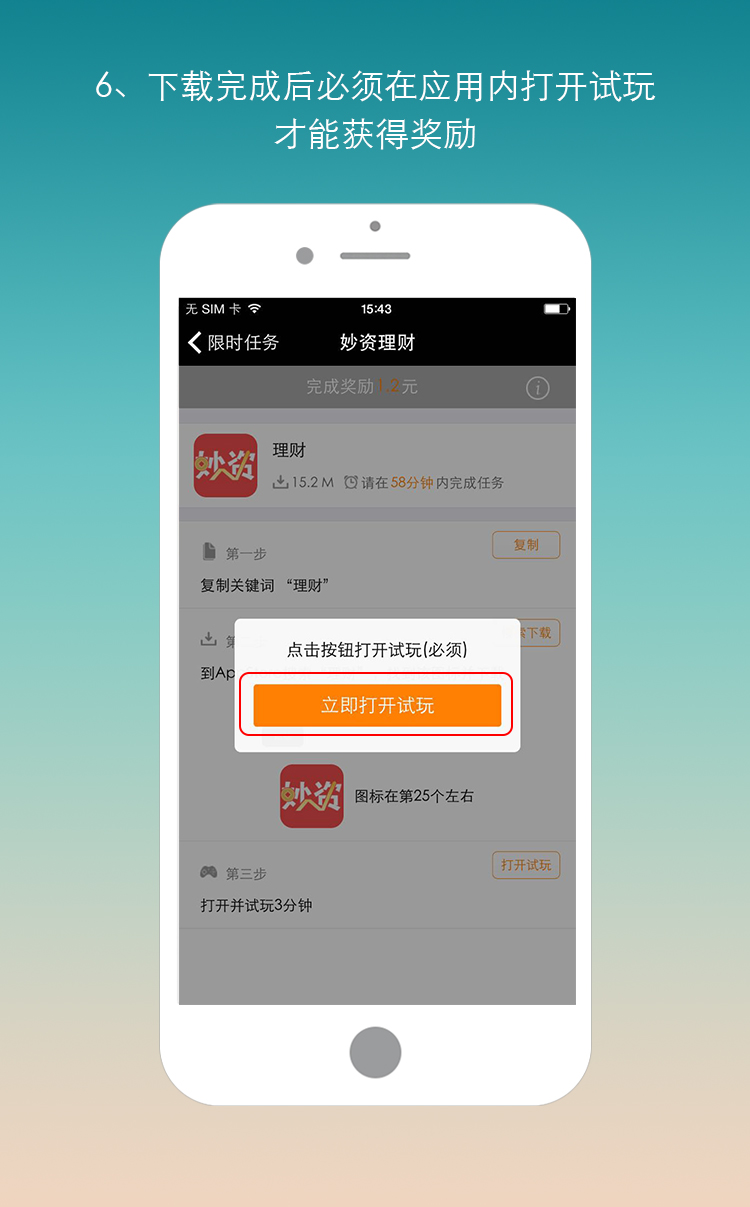 6、下载完成后必须在应用内打开试玩
才能获得奖励
无 SIM 卡 15:43
限时任务 妙资理财
完成奖励1.2元
妙资
理财
15.2 M 请在58分钟内完成任务
第一步 复制
复制关键词 “理财”
第 索下载
到Ap
点击按钮打开试玩(必须)
立即打开试玩
妙资
图标在第25个左右
第三步 打开试玩
打开并试玩3分钟